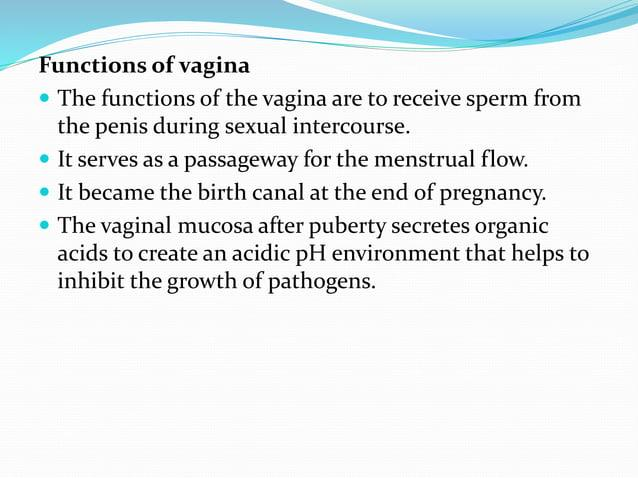 Functions of vagina
• The functions of the vagina are to receive sperm from
the penis during sexual intercourse.
• It serves as a passageway for the menstrual flow.
• It became the birth canal at the end of pregnancy.
• The vaginal mucosa after puberty secretes organic
acids to create an acidic pH environment that helps to
inhibit the growth of pathogens.